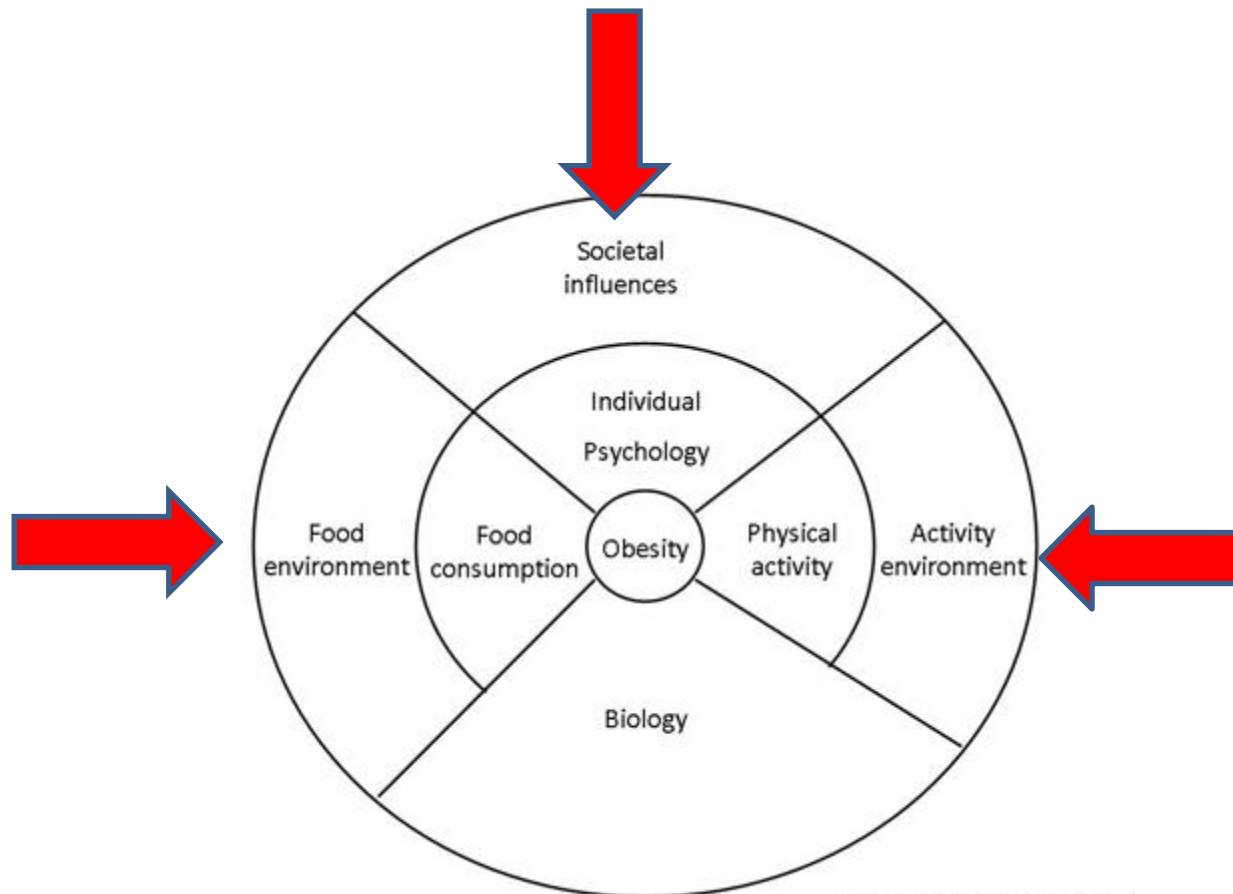 Societal
influences
Individual
Psychology
Food
environment
Food
consumption
Obesity
Physical
activity
Activity
environment
Biology